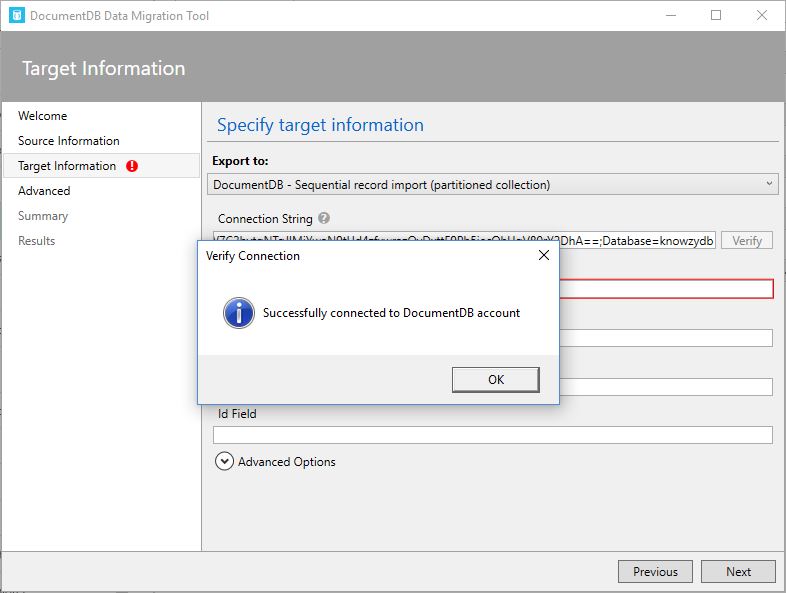 DocumentDB Data Migration Tool
Target Information
Welcome
Source Information
Target Information
Advanced
Summary
Results
Specify target information
Export to:
DocumentDB - Sequential record import (partitioned collection)
Connection String
DhA==;Database=knowzydb
Verify
Verify Connection
Successfully connected to DocumentDB account
OK
Id Field
Advanced Options
Previous
Next